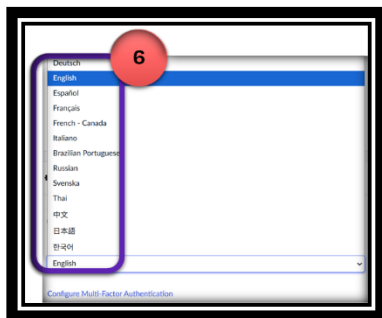 6
Deutsch
English
Español
Français
French - Canada
Italiano
Brazilian Portuguese
Russian
Svenska
Thai
中文
日本語
한국어
English
Configure Multi-Factor Authentication